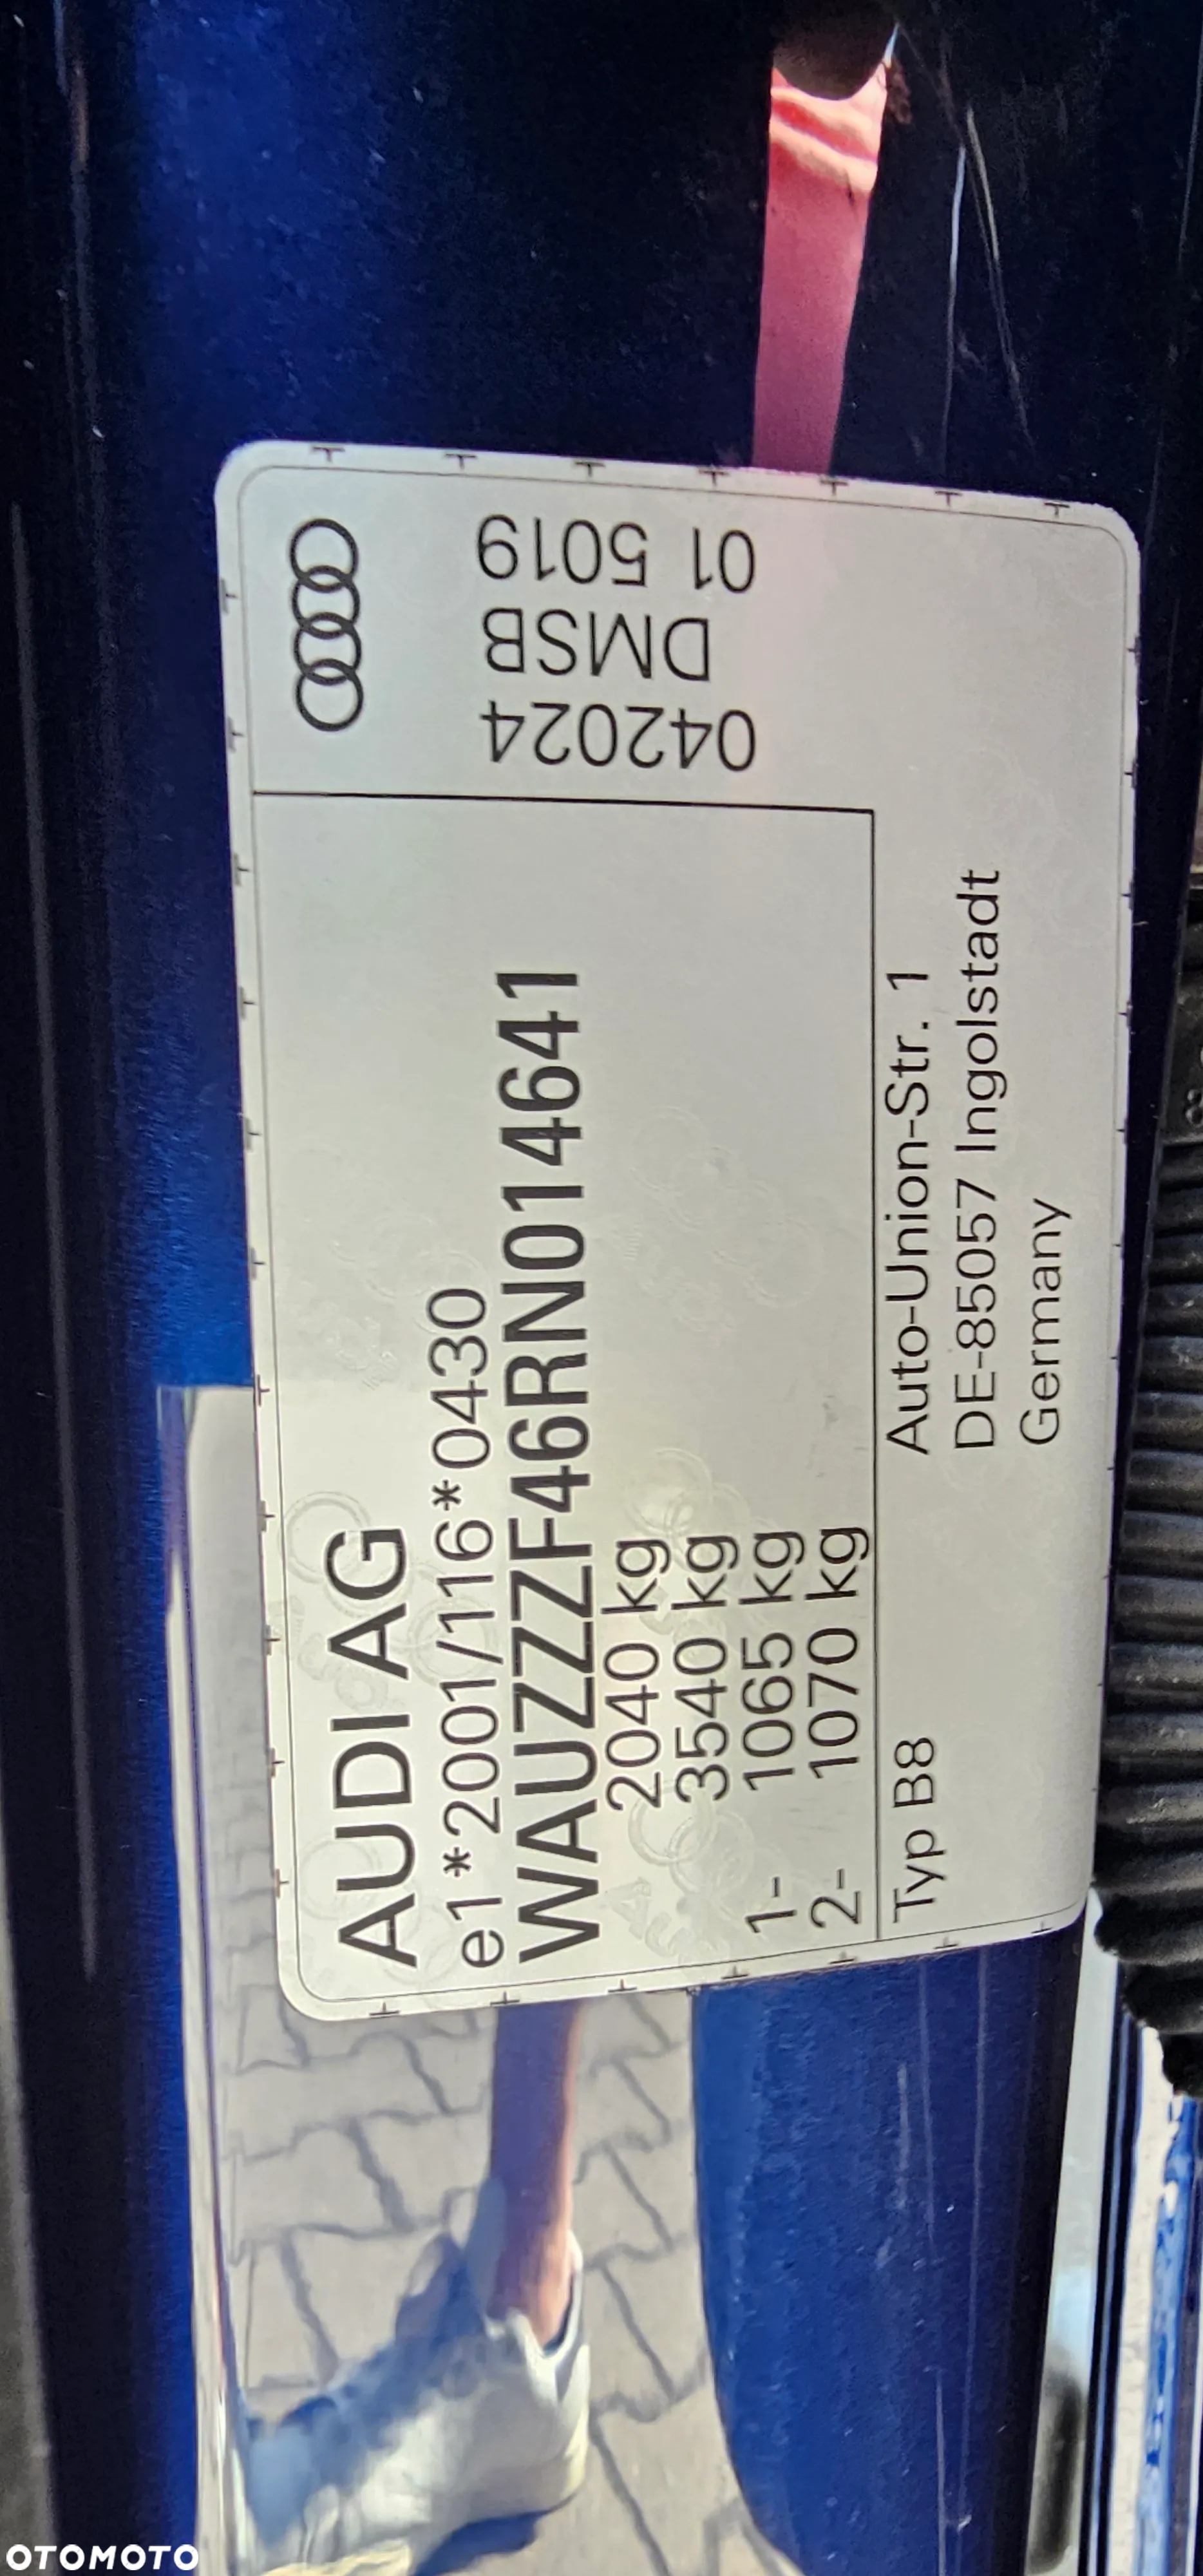 AUDI AG
e1*2001/116*0430
WAUZZZF46RN014641
2040 kg
3540 kg
1- 1065 kg
2- 1070 kg
Typ B8
Auto-Union-Str. 1
DE-85057 Ingolstadt
Germany
042024
DMSB
01 5019
OTOMOTO